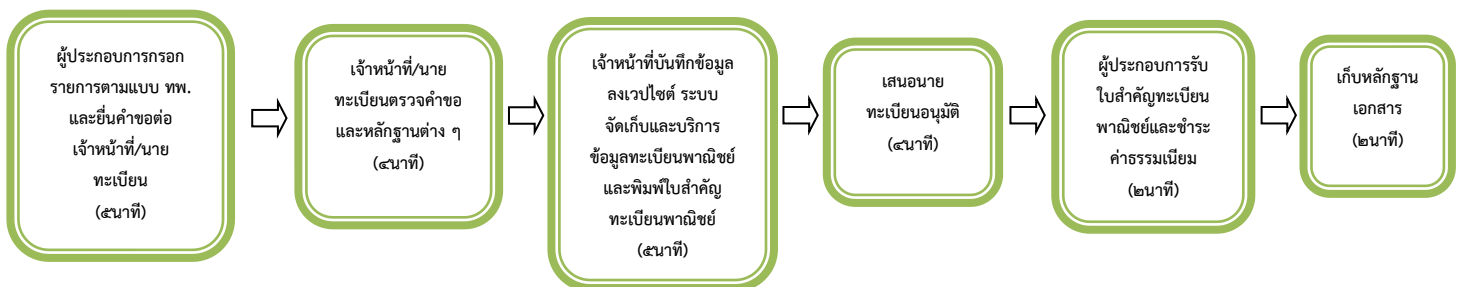 ผู้ประกอบการกรอก
รายการตามแบบ ทพ.
และยื่นคำขอต่อ
เจ้าหน้าที่/นาย
ทะเบียน
(๕นาที)
เจ้าหน้าที่/นาย
ทะเบียนตรวจคำขอ
และหลักฐานต่าง ๆ
(๔นาที)
เจ้าหน้าที่บันทึกข้อมูล
ลงเวปไซต์ ระบบ
จัดเก็บและบริการ
ข้อมูลทะเบียนพาณิชย์
และพิมพ์ใบสำคัญ
ทะเบียนพาณิชย์
(๕นาที)
เสนอนาย
ทะเบียนอนุมัติ
(๔นาที)
ผู้ประกอบการรับ
ใบสำคัญทะเบียน
พาณิชย์และชำระ
ค่าธรรมเนียม
(๒นาที)
เก็บหลักฐาน
เอกสาร
(๒นาที)